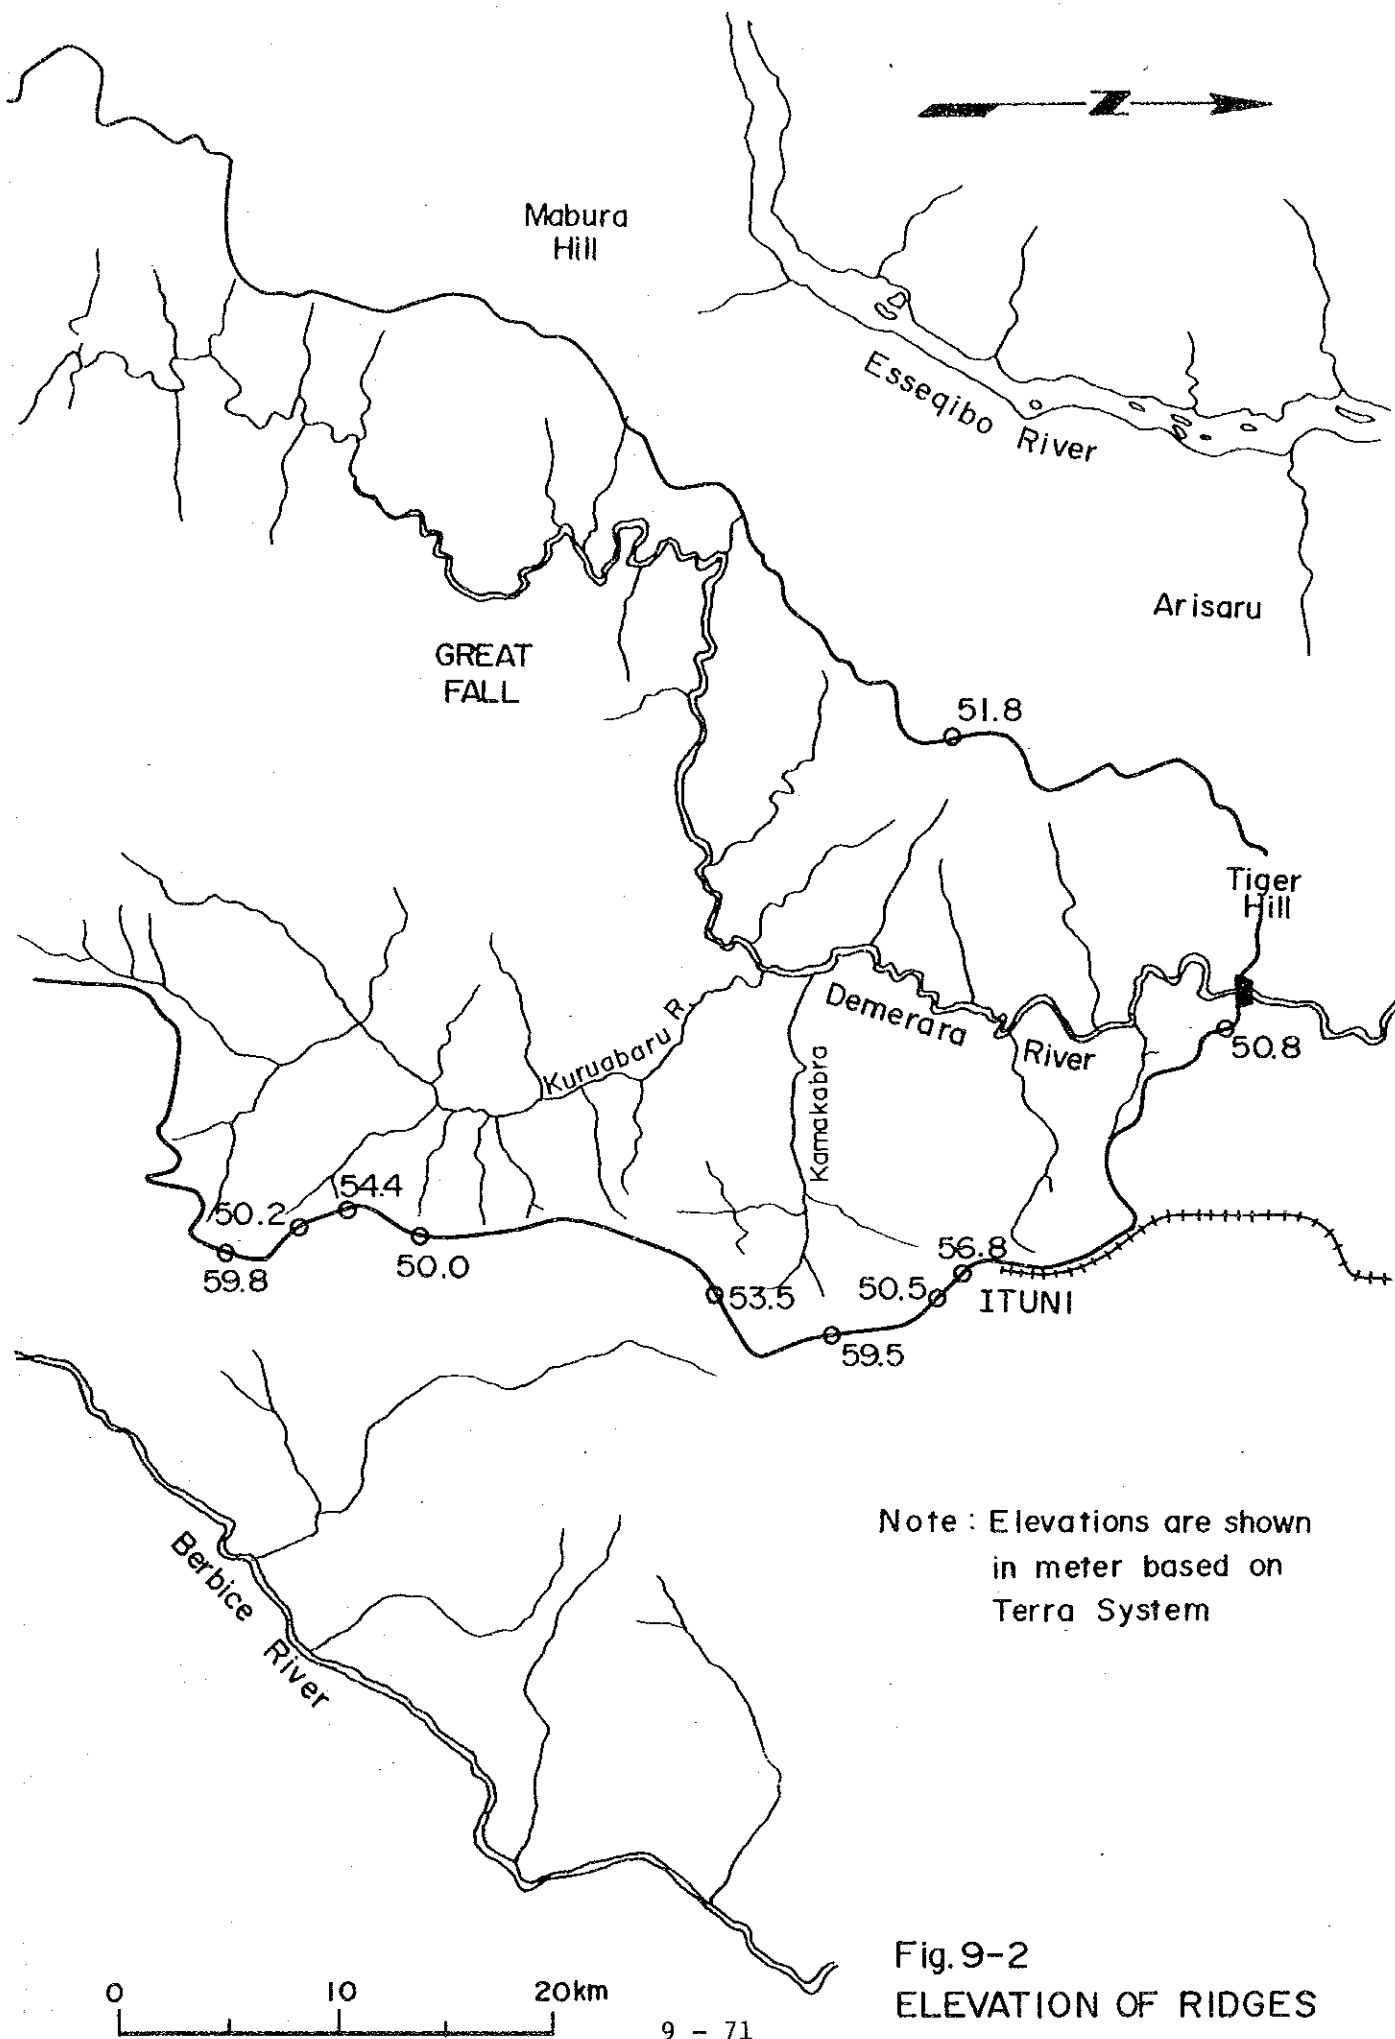 N
Mabura
Hill
Esseqibo River
Arisaru
GREAT
FALL
51.8
Tiger
Hill
Demerara River
50.8
Kuruabaru R.
Kamakabra
54.4
50.2
59.8
50.0
53.5
56.8
50.5
ITUNI
59.5
Berbice River
Note : Elevations are shown
in meter based on
Terra System
Fig. 9-2
ELEVATION OF RIDGES
0 10 20km
9 - 71